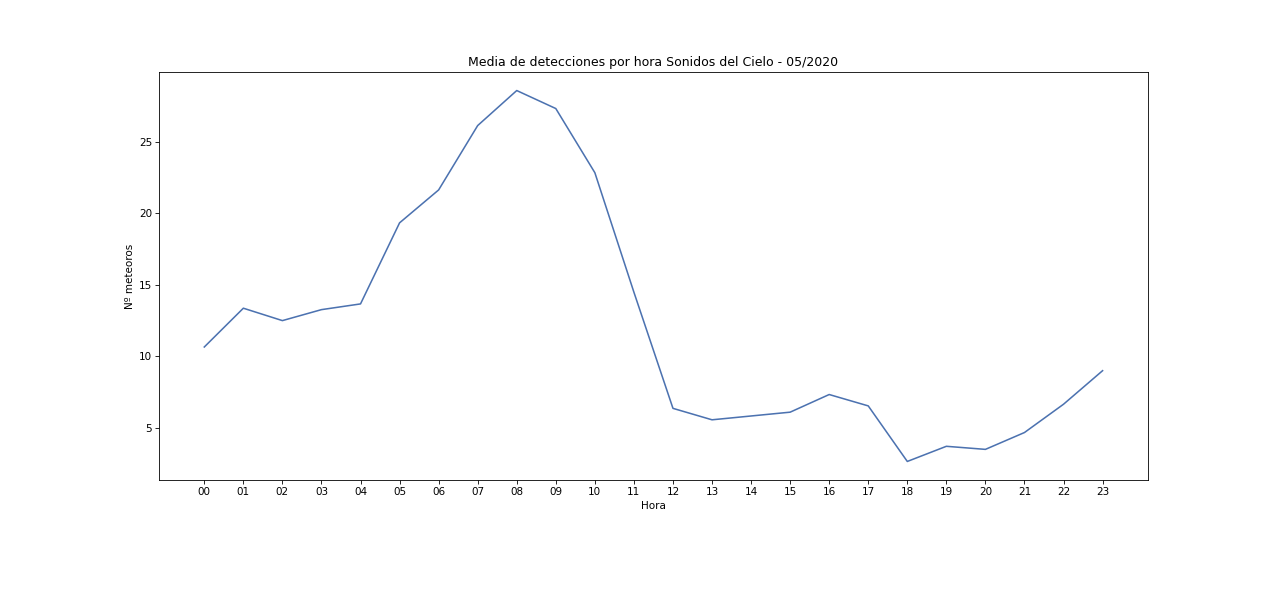 Media de detecciones por hora Sonidos del Cielo - 05/2020
25
20
15
10
5
Nº meteoros
00 01 02 03 04 05 06 07 08 09 10 11 12 13 14 15 16 17 18 19 20 21 22 23
Hora